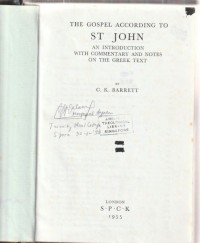 THE GOSPEL ACCORDING TO
ST JOHN
AN INTRODUCTION
WITH COMMENTARY AND NOTES
ON THE GREEK TEXT
BY
C. K. BARRETT
LIBRARY
LONDON
S·P·C·K
1955